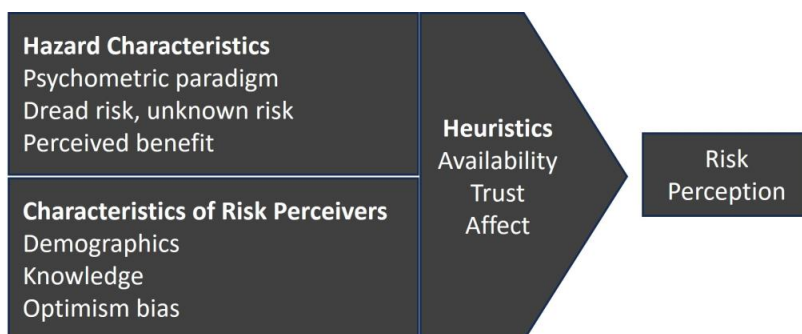 Hazard Characteristics
Psychometric paradigm
Dread risk, unknown risk
Perceived benefit
Characteristics of Risk Perceivers
Demographics
Knowledge
Optimism bias
Heuristics
Availability
Trust
Affect
Risk
Perception